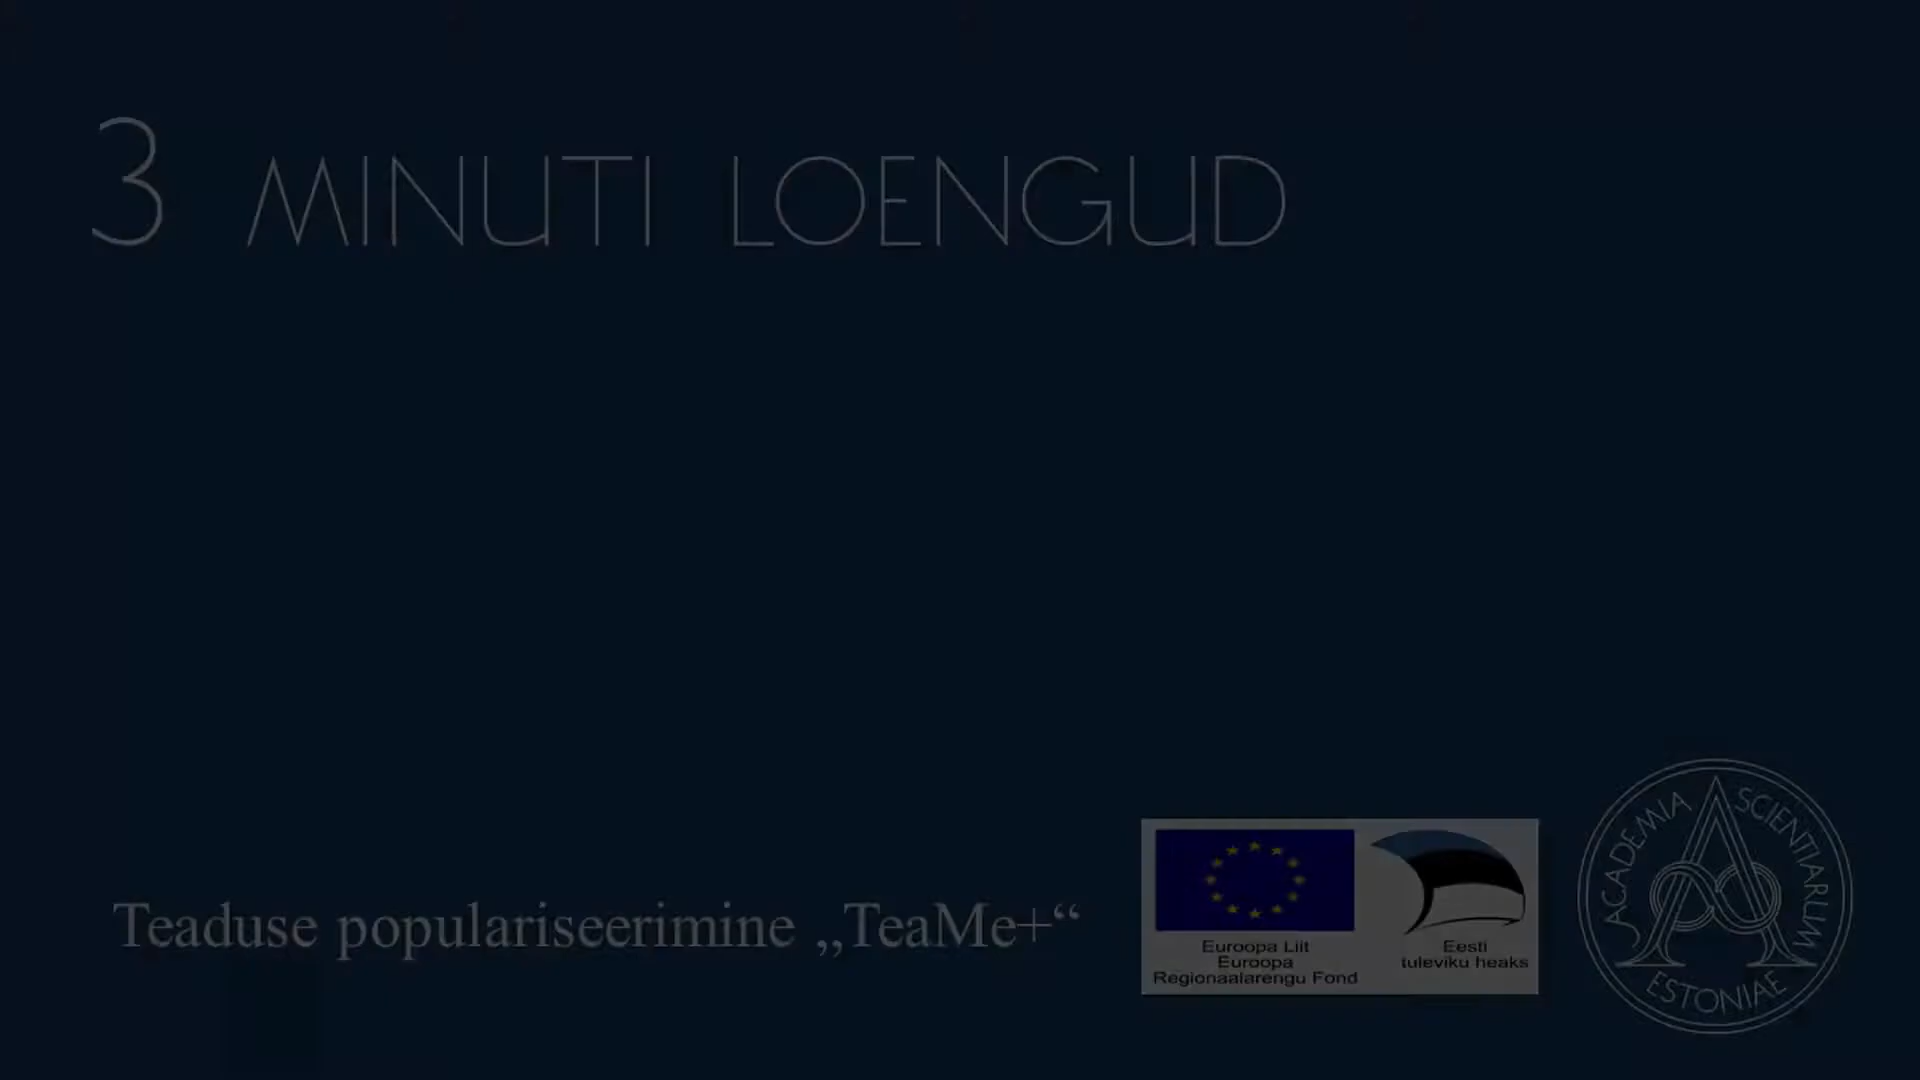 3 MINUTI LOENGUD
Teaduse populariseerimine „TeaMe+“
Euroopa Liit
Euroopa
Regionaalarengu Fond
Eesti
tuleviku heaks
ACADEMIA SCIENTIARUM ESTONIAE